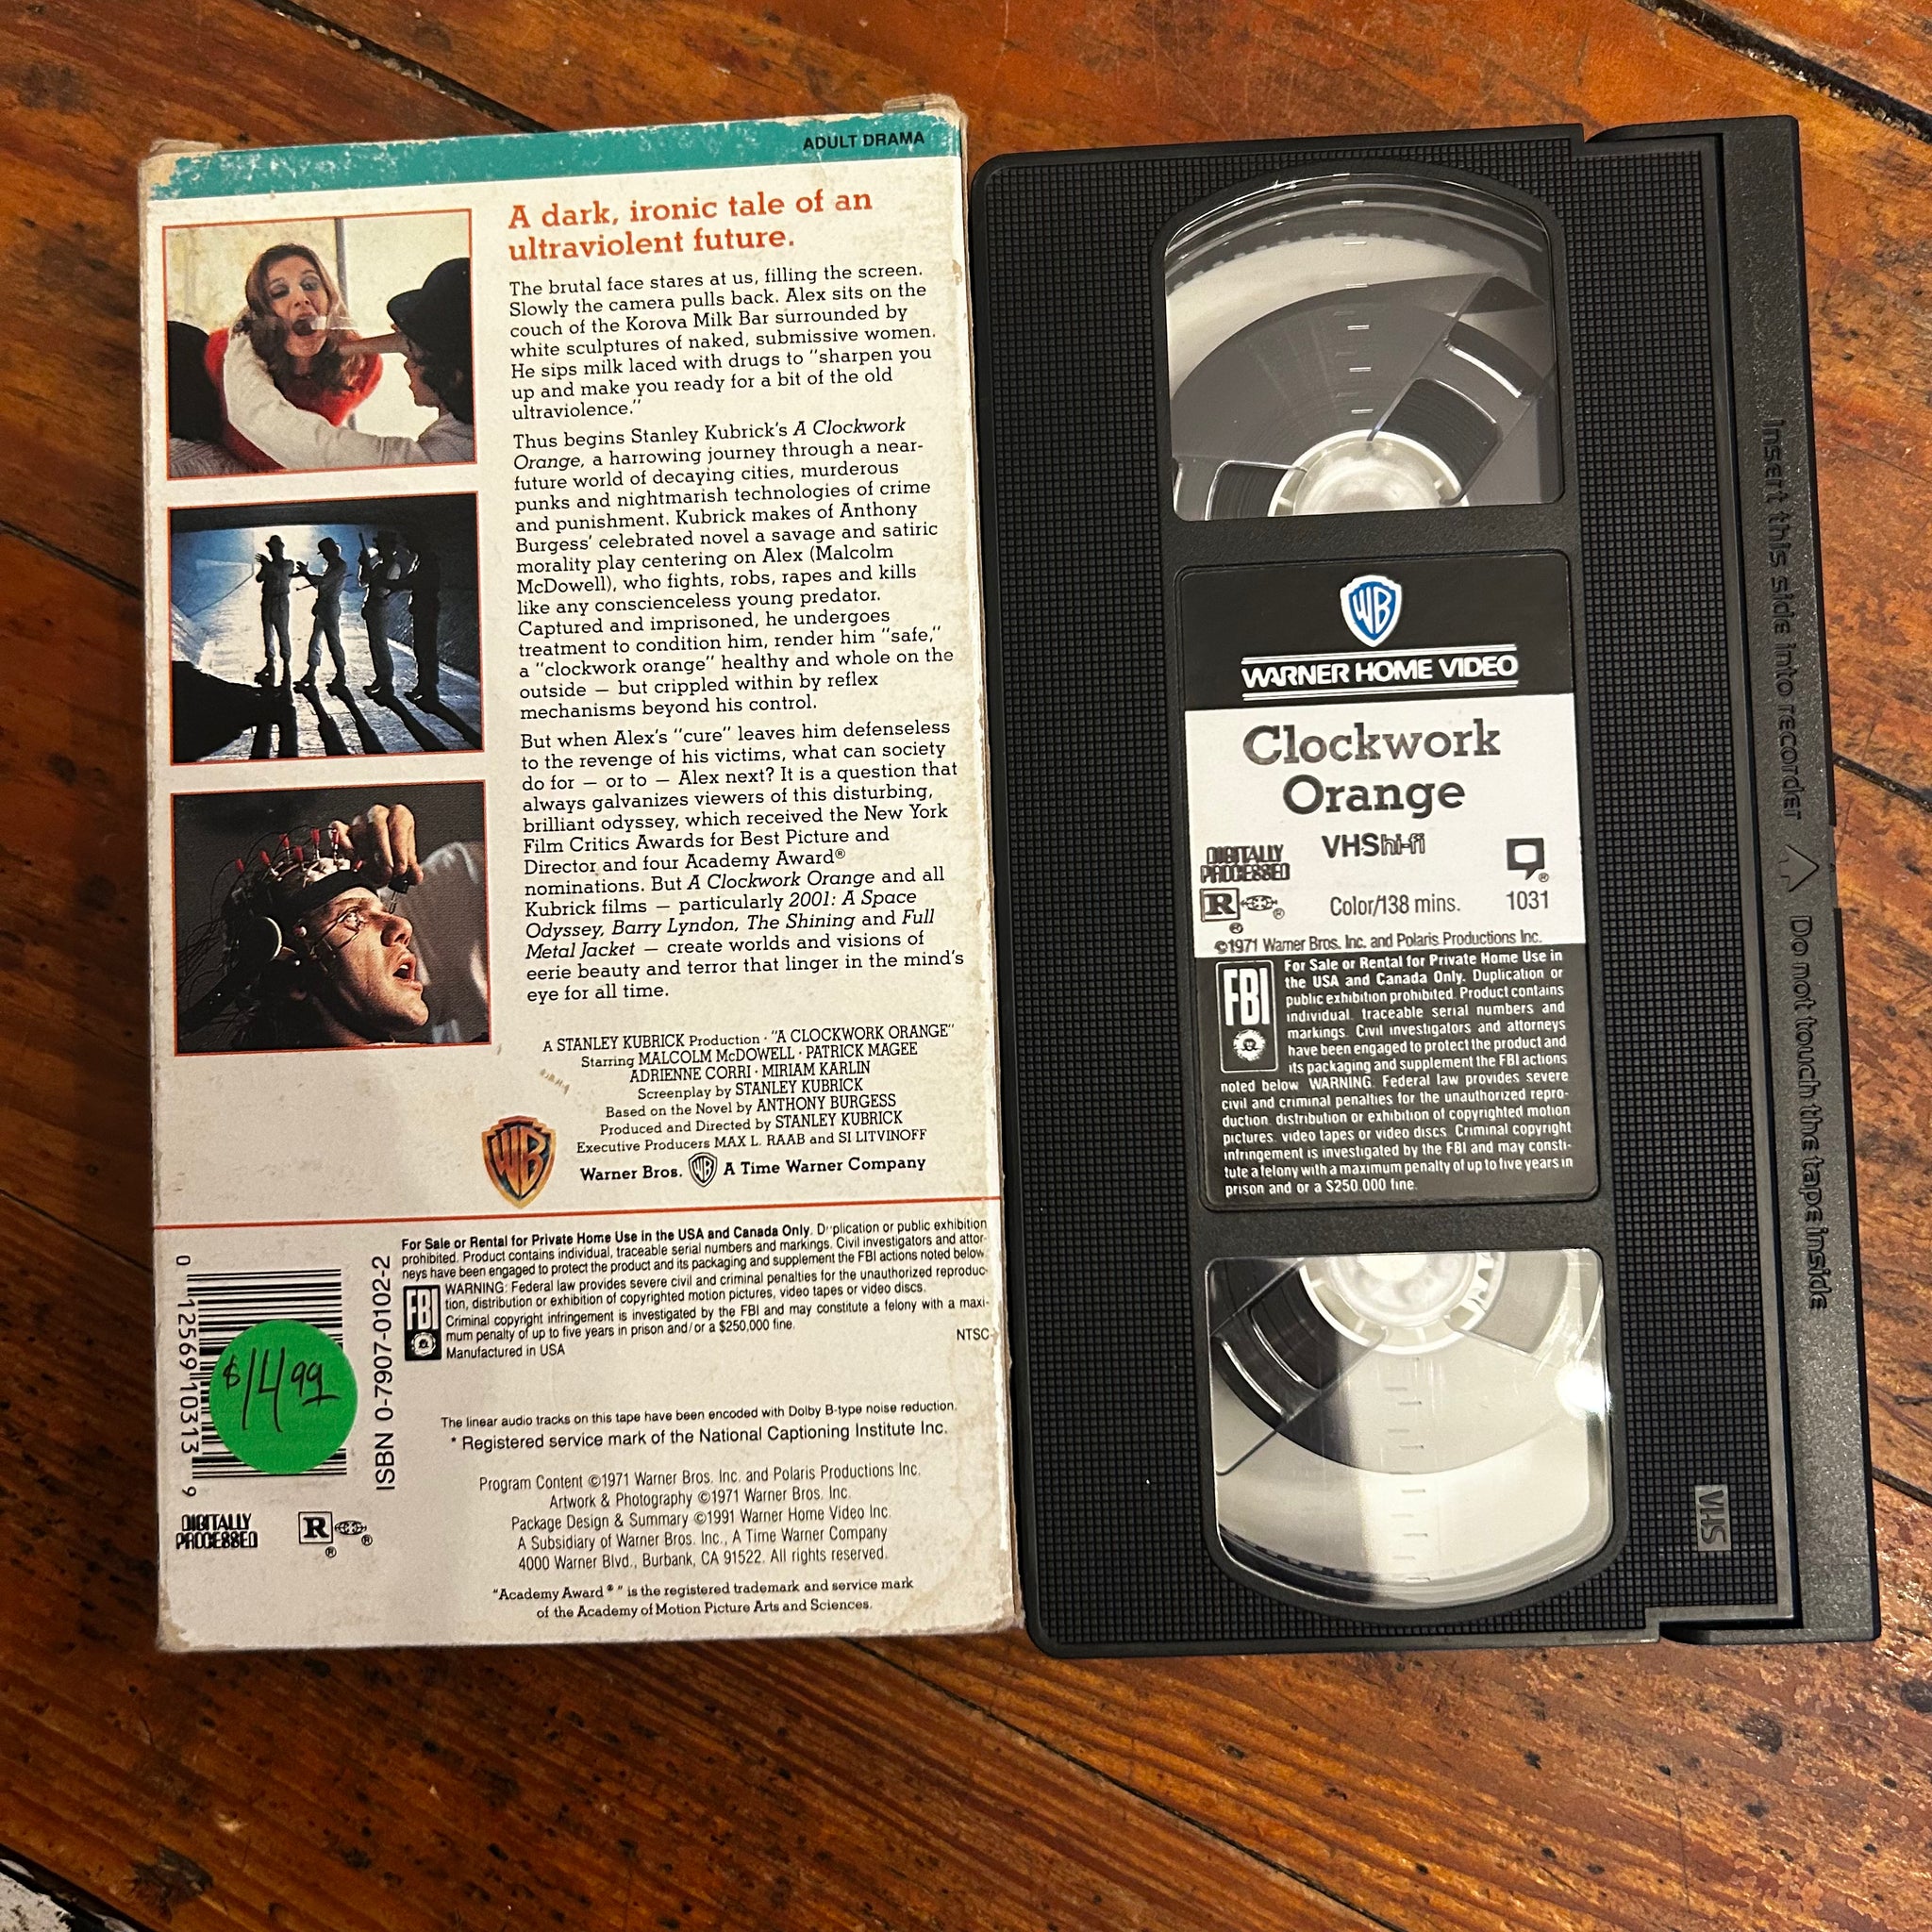 ADULT DRAMA
A dark, ironic tale of an
ultraviolent future.
The brutal face stares at us, filling the screen.
Slowly the camera pulls back. Alex sits on the
couch of the Korova Milk Bar surrounded by
white sculptures of naked, submissive women.
He sips milk laced with drugs to "sharpen you
up and make you ready for a bit of the old
ultraviolence."
Thus begins Stanley Kubrick's A Clockwork
Orange, a harrowing journey through a near-
future world of decaying cities, murderous
punks and nightmarish technologies of crime
and punishment. Kubrick makes of Anthony
Burgess' celebrated novel a savage and satiric
morality play centering on Alex (Malcolm
McDowell), who fights, robs, rapes and kills
like any conscienceless young predator.
Captured and imprisoned, he undergoes
treatment to condition him, render him "safe,"
a "clockwork orange" healthy and whole on the
outside — but crippled within by reflex
mechanisms beyond his control.
But when Alex's "cure" leaves him defenseless
to the revenge of his victims, what can society
do for — or to — Alex next? It is a question that
always galvanizes viewers of this disturbing,
brilliant odyssey, which received the New York
Film Critics Awards for Best Picture and
Director and four Academy Award®
nominations. But A Clockwork Orange and all
Kubrick films — particularly 2001: A Space
Odyssey, Barry Lyndon, The Shining and Full
Metal Jacket — create worlds and visions of
eerie beauty and terror that linger in the mind's
eye for all time.
A STANLEY KUBRICK Production · "A CLOCKWORK ORANGE"
Starring MALCOLM McDOWELL · PATRICK MAGEE
ADRIENNE CORRI · MIRIAM KARLIN
Screenplay by STANLEY KUBRICK
Based on the Novel by ANTHONY BURGESS
Produced and Directed by STANLEY KUBRICK
Executive Producers MAX L. RAAB and SI LITVINOFF
WB
Warner Bros. WB A Time Warner Company
For Sale or Rental for Private Home Use in the USA and Canada Only. D plication or public exhibition
prohibited. Product contains individual, traceable serial numbers and markings. Civil investigators and attor-
neys have been engaged to protect the product and its packaging and supplement the FBI actions noted below.
FBI
WARNING: Federal law provides severe civil and criminal penalties for the unauthorized reproduc-
tion, distribution or exhibition of copyrighted motion pictures, video tapes or video discs.
Criminal copyright infringement is investigated by the FBI and may constitute a felony with a maxi-
mum penalty of up to five years in prison and/or a $250,000 fine.
Manufactured in USA
NTSC
0 12569 10313 9
ISBN 0-7907-0102-2
$14.99
The linear audio tracks on this tape have been encoded with Dolby B-type noise reduction.
* Registered service mark of the National Captioning Institute Inc.
Program Content ©1971 Warner Bros. Inc. and Polaris Productions Inc.
Artwork & Photography ©1971 Warner Bros. Inc.
Package Design & Summary ©1991 Warner Home Video Inc.
A Subsidiary of Warner Bros. Inc., A Time Warner Company
4000 Warner Blvd., Burbank, CA 91522. All rights reserved.
"Academy Award®" is the registered trademark and service mark
of the Academy of Motion Picture Arts and Sciences.
DIGITALLY
PROCESSED
R ® ®
WB
WARNER HOME VIDEO
Clockwork
Orange
VHS hi-fi
DIGITALLY
PROCESSED
®
R ® ®
Color/138 mins.
1031
©1971 Warner Bros. Inc. and Polaris Productions Inc.
FBI
For Sale or Rental for Private Home Use in
the USA and Canada Only. Duplication or
public exhibition prohibited. Product contains
individual, traceable serial numbers and
markings. Civil investigators and attorneys
have been engaged to protect the product and
its packaging and supplement the FBI actions
noted below. WARNING. Federal law provides severe
civil and criminal penalties for the unauthorized repro-
duction, distribution or exhibition of copyrighted motion
pictures, video tapes or video discs. Criminal copyright
infringement is investigated by the FBI and may consti-
tute a felony with a maximum penalty of up to five years in
prison and or a $250.000 fine.
Insert this side into recorder
Do not touch the tape inside
VHS